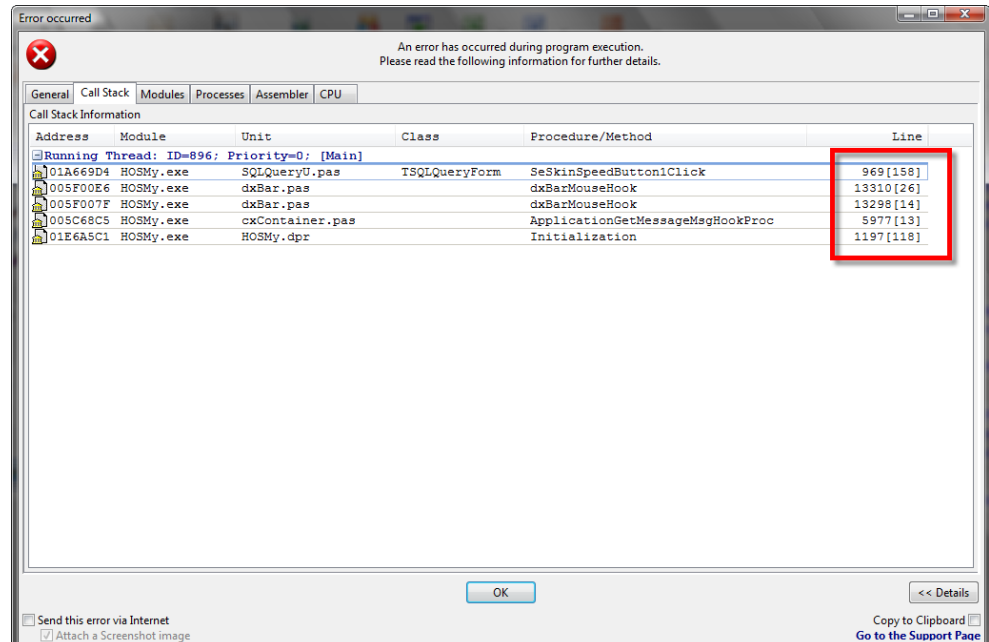 Error occurred
An error has occurred during program execution.
Please read the following information for further details.
General Call Stack Modules Processes Assembler CPU
Call Stack Information
Address Module Unit Class Procedure/Method Line
Running Thread: ID=896; Priority=0; [Main]
01A669D4 HOSMy.exe SQLQueryU.pas TSQLQueryForm SeSkinSpeedButton1Click 969[158]
005F00E6 HOSMy.exe dxBar.pas dxBarMouseHook 13310[26]
005F007F HOSMy.exe dxBar.pas dxBarMouseHook 13298[14]
005C68C5 HOSMy.exe cxContainer.pas ApplicationGetMessageMsgHookProc 5977[13]
01E6A5C1 HOSMy.exe HOSMy.dpr Initialization 1197[118]
OK
<< Details
Send this error via Internet Copy to Clipboard
Attach a Screenshot image Go to the Support Page